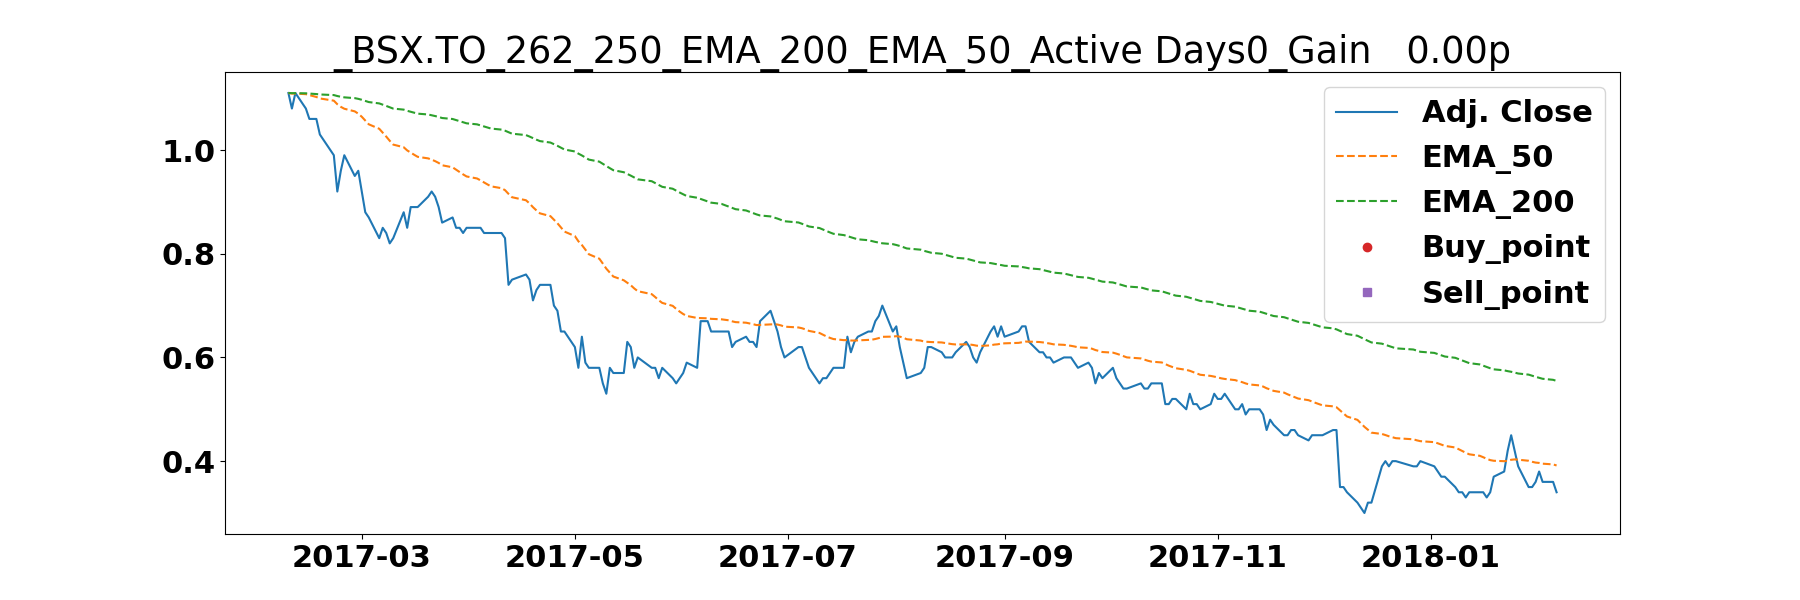 _BSX.TO_262_250_EMA_200_EMA_50_Active Days0_Gain   0.00p
Adj. Close
EMA_50
EMA_200
Buy_point
Sell_point
1.0
0.8
0.6
0.4
2017-03 2017-05 2017-07 2017-09 2017-11 2018-01